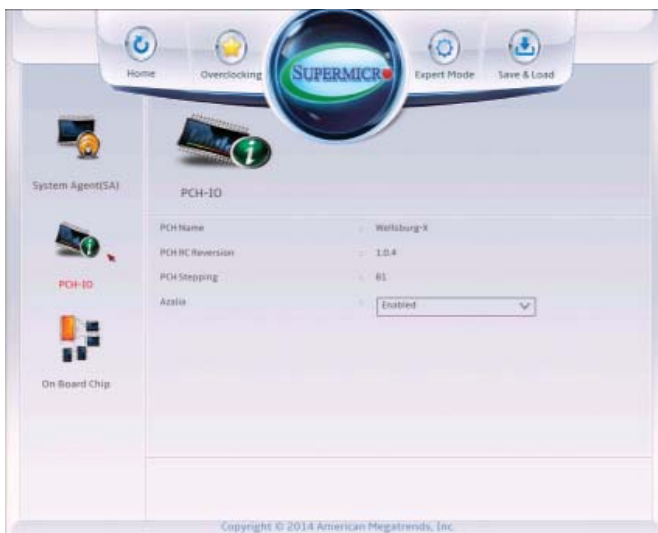 Home
Overclocking
SUPERMICRO
Expert Mode
Save & Load
System Agent(SA)
PCH-IO
On Board Chip
PCH-IO
PCH Name : Wellsburg-X
PCH RC Reversion : 1.0.4
PCH Stepping : B1
Azalia : Enabled
Copyright © 2014 American Megatrends, Inc.